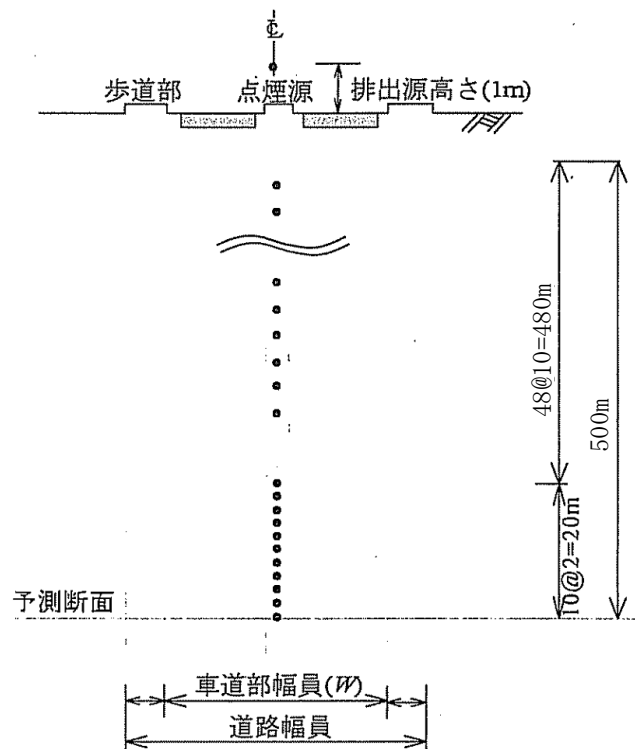 ℄
歩道部 点煙源 排出源高さ(1m)
48@10=480m
500m
10@2=20m
予測断面
車道部幅員(W)
道路幅員